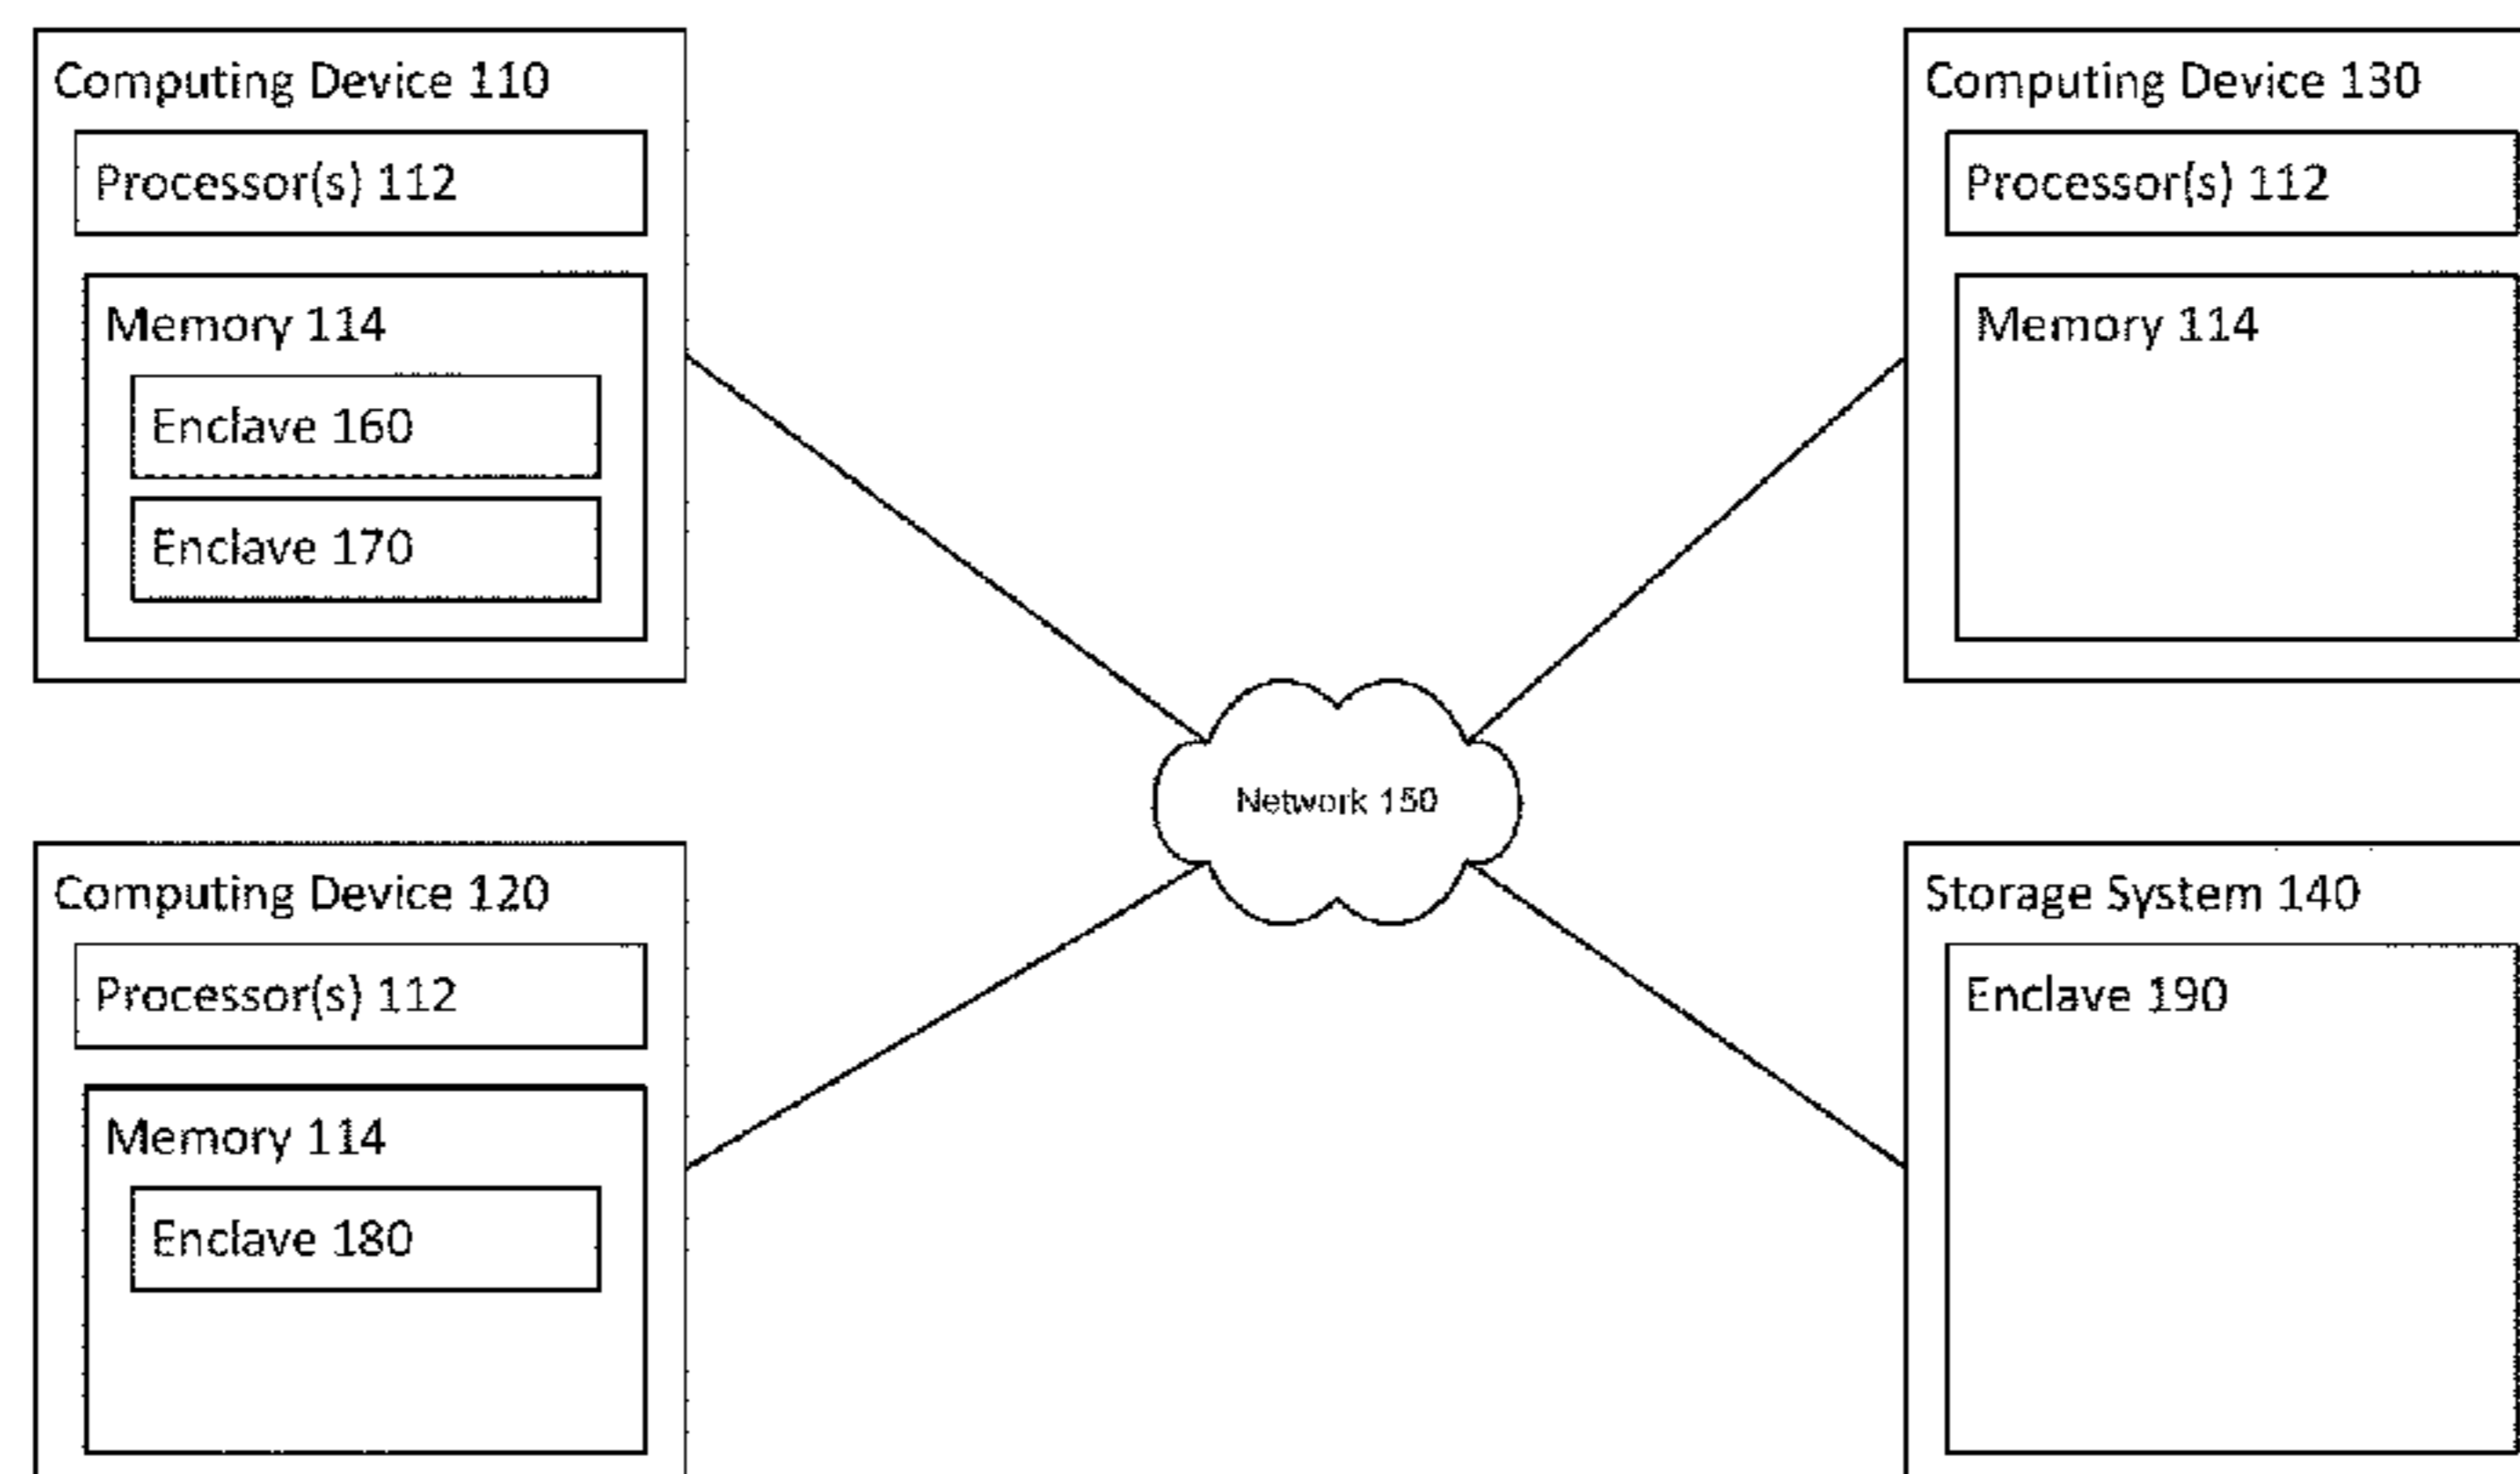 Computing Device 110
Processor(s) 112
Memory 114
Enclave 160
Enclave 170
Computing Device 130
Processor(s) 112
Memory 114
Network 150
Computing Device 120
Processor(s) 112
Memory 114
Enclave 180
Storage System 140
Enclave 190